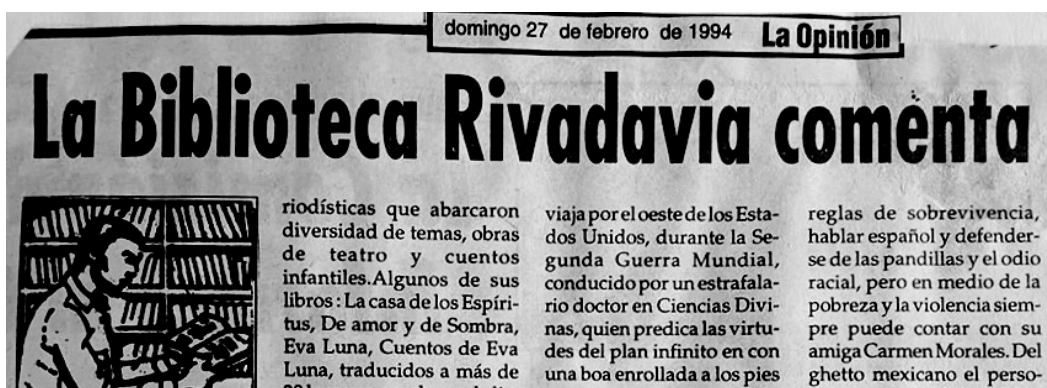 domingo 27 de febrero de 1994 La Opinión
La Biblioteca Rivadavia comenta
riodísticas que abarcaron
diversidad de temas, obras
de teatro y cuentos
infantiles.Algunos de sus
libros : La casa de los Espíri-
tus, De amor y de Sombra,
Eva Luna, Cuentos de Eva
Luna, traducidos a más de
viaja por el oeste de los Esta-
dos Unidos, durante la Se-
gunda Guerra Mundial,
conducido por un estrafala-
rio doctor en Ciencias Divi-
nas, quien predica las virtu-
des del plan infinito en con
una boa enrollada a los pies
reglas de sobrevivencia,
hablar español y defender-
se de las pandillas y el odio
racial, pero en medio de la
pobreza y la violencia siem-
pre puede contar con su
amiga Carmen Morales. Del
ghetto mexicano el perso-